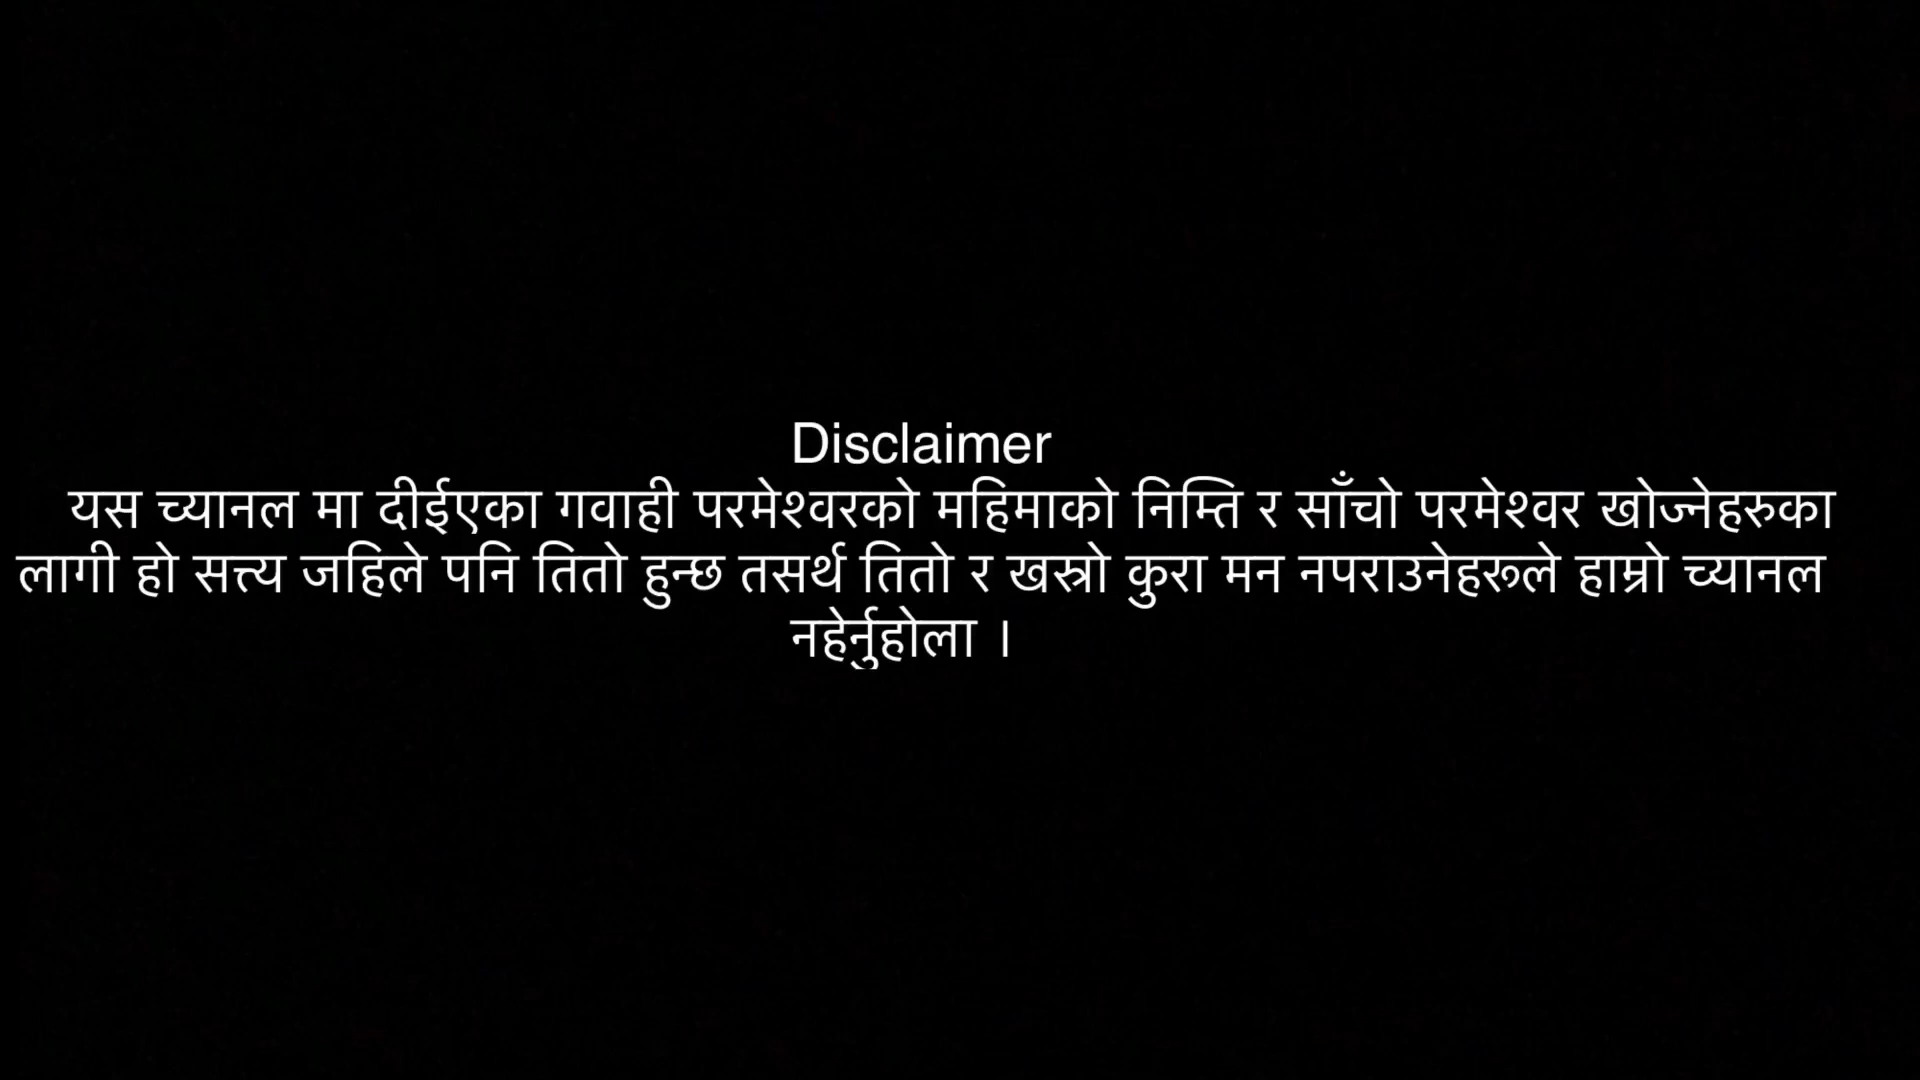 Disclaimer
यस च्यानल मा दीईएका गवाही परमेश्वरको महिमाको निम्ति र साँचो परमेश्वर खोज्नेहरुका
लागी हो सत्त्य जहिले पनि तितो हुन्छ तसर्थ तितो र खस्रो कुरा मन नपराउनेहरूले हाम्रो च्यानल
नहेर्नुहोला ।